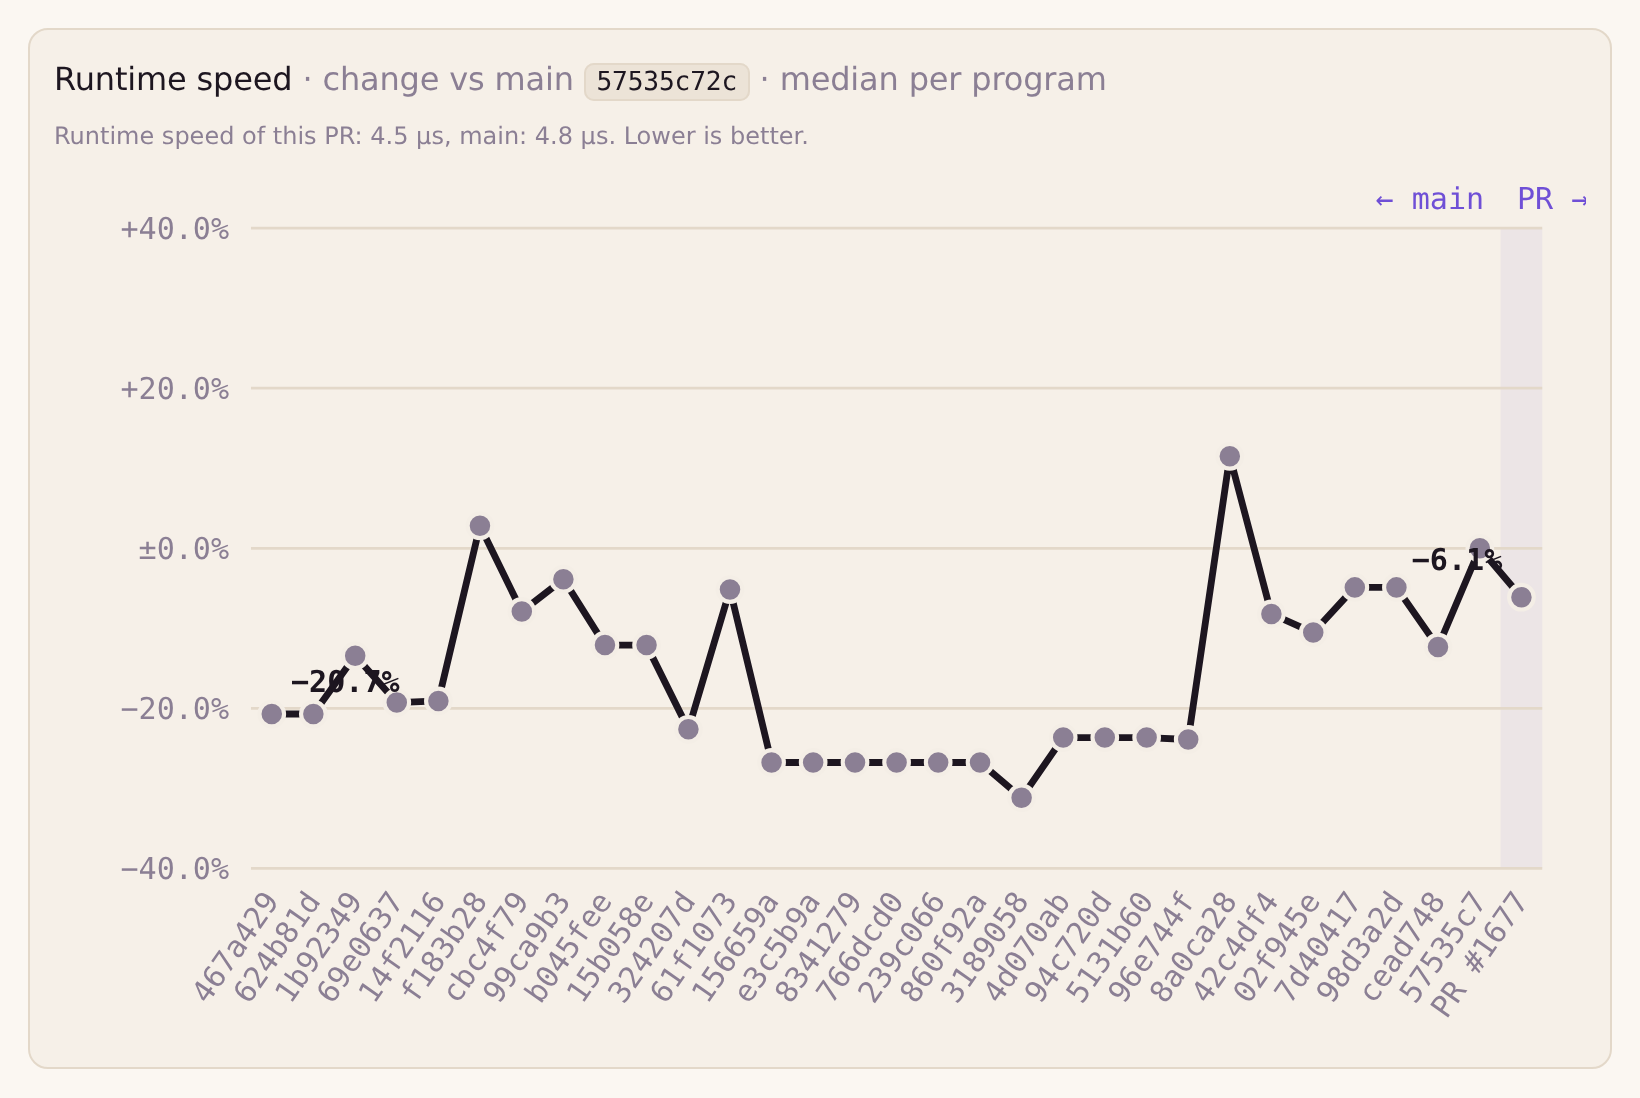 Runtime speed · change vs main 57535c72c · median per program
Runtime speed of this PR: 4.5 µs, main: 4.8 µs. Lower is better.
← main PR →
+40.0%
+20.0%
±0.0%
−20.0%
−40.0%
−20.7%
−6.1%
467a429
624b81d
1b92349
69e0637
14f2116
f183b28
cbc4f79
99ca9b3
b045fee
15b058e
324207d
61f1073
156659a
e3c5b9a
8341279
766dcd0
239c066
860f92a
3189058
4d070ab
94c720d
5131b60
96e744f
8a0ca28
42c4df4
02f945e
7d40417
98d3a2d
cead748
57535c7
PR #1677